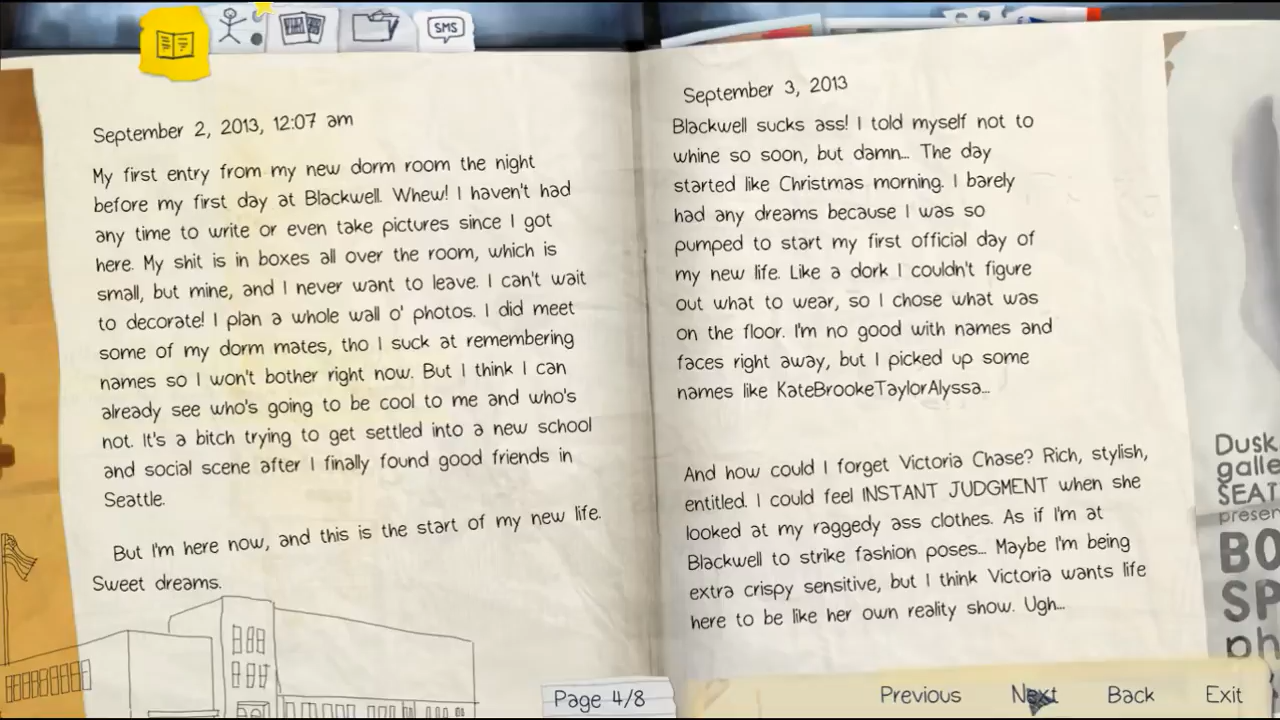 SMS
September 2, 2013, 12:07 am
My first entry from my new dorm room the night
before my first day at Blackwell. Whew! I haven't had
any time to write or even take pictures since I got
here. My shit is in boxes all over the room, which is
small, but mine, and I never want to leave. I can't wait
to decorate! I plan a whole wall o' photos. I did meet
some of my dorm mates, tho I suck at remembering
names so I won't bother right now. But I think I can
already see who's going to be cool to me and who's
not. It's a bitch trying to get settled into a new school
and social scene after I finally found good friends in
Seattle.
But I'm here now, and this is the start of my new life.
Sweet dreams.
September 3, 2013
Blackwell sucks ass! I told myself not to
whine so soon, but damn... The day
started like Christmas morning. I barely
had any dreams because I was so
pumped to start my first official day of
my new life. Like a dork I couldn't figure
out what to wear, so I chose what was
on the floor. I'm no good with names and
faces right away, but I picked up some
names like KateBrookeTaylorAlyssa...
And how could I forget Victoria Chase? Rich, stylish,
entitled. I could feel INSTANT JUDGMENT when she
looked at my raggedy ass clothes. As if I'm at
Blackwell to strike fashion poses... Maybe I'm being
extra crispy sensitive, but I think Victoria wants life
here to be like her own reality show. Ugh...
Dusk
galle
SEAT
presen
BO
SP
ph
Page 4/8
Previous Next Back Exit